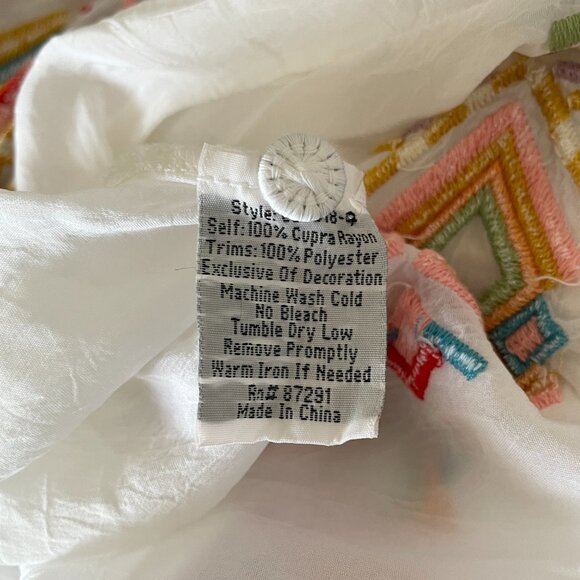 Style:
Self:100% Cupra Rayon
Trims:100% Polyester
Exclusive Of Decoration
Machine Wash Cold
No Bleach
Tumble Dry Low
Remove Promptly
Warm Iron If Needed
Rn# 87291
Made In China